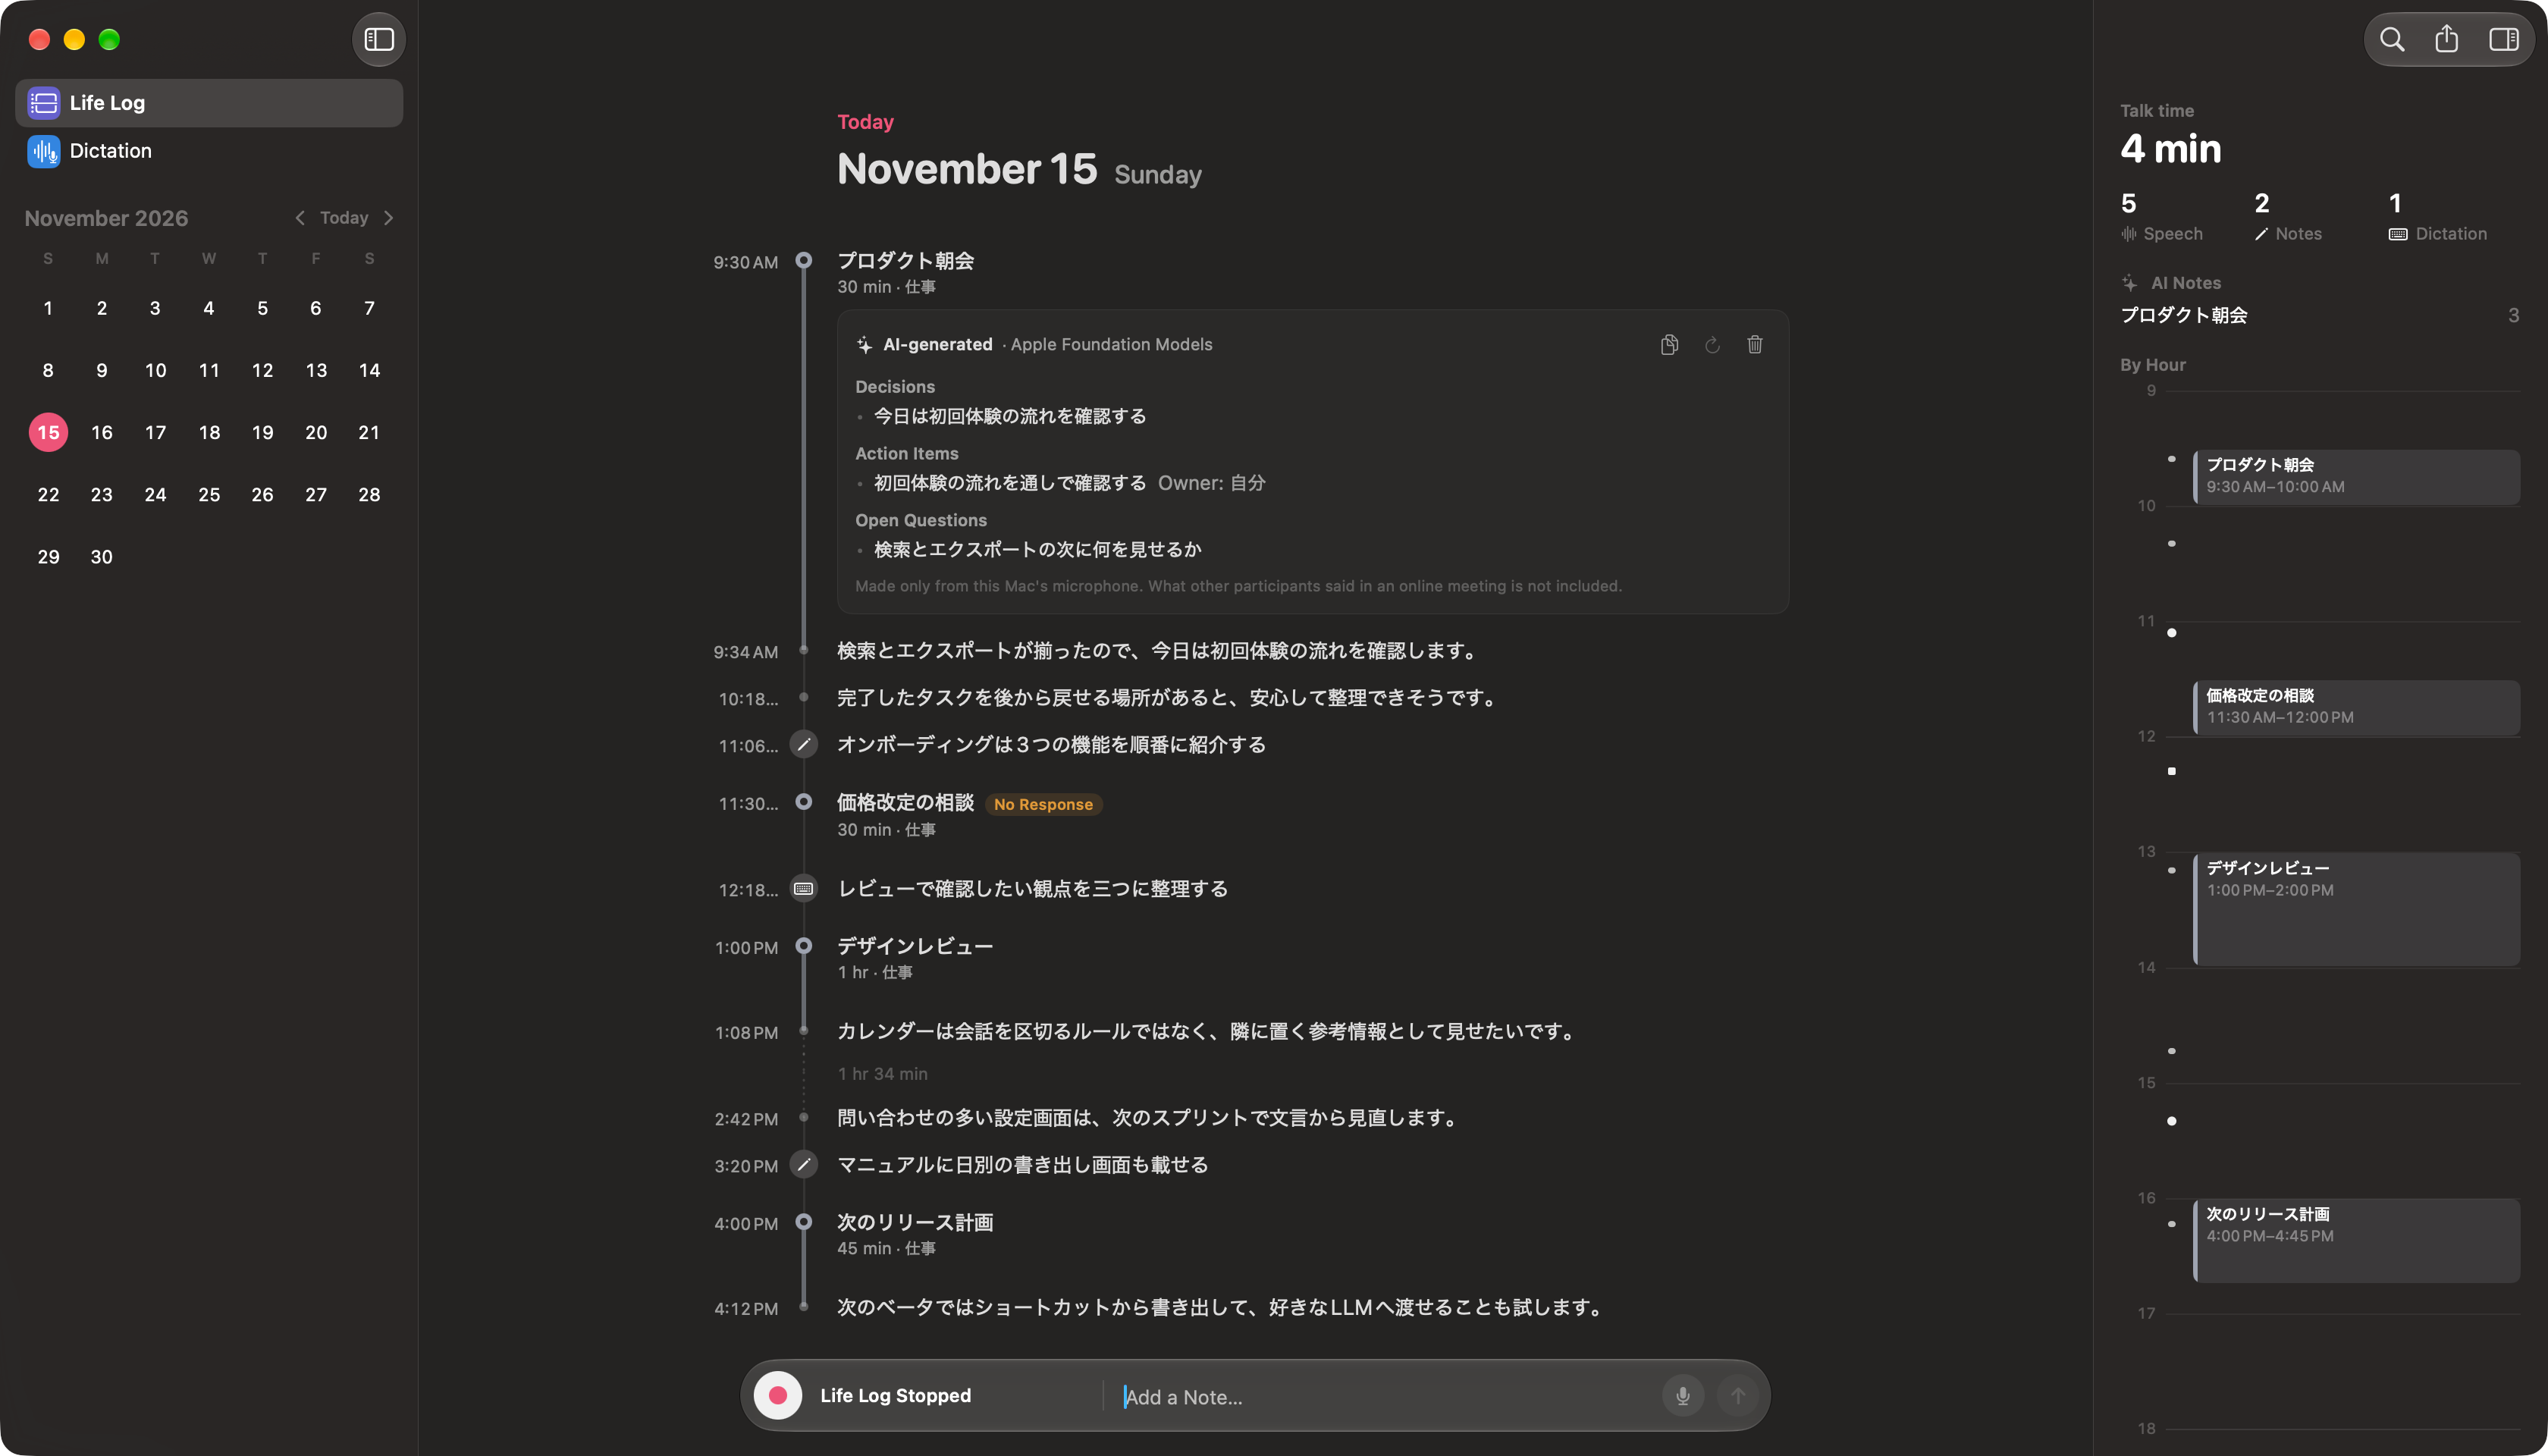 Life Log
Dictation
November 2026
Today
S M T W T F S
1 2 3 4 5 6 7
8 9 10 11 12 13 14
15 16 17 18 19 20 21
22 23 24 25 26 27 28
29 30
Today
November 15 Sunday
9:30 AM プロダクト朝会
30 min · 仕事
AI-generated · Apple Foundation Models
Decisions
• 今日は初回体験の流れを確認する
Action Items
• 初回体験の流れを通しで確認する Owner: 自分
Open Questions
• 検索とエクスポートの次に何を見せるか
Made only from this Mac's microphone. What other participants said in an online meeting is not included.
9:34 AM 検索とエクスポートが揃ったので、今日は初回体験の流れを確認します。
10:18... 完了したタスクを後から戻せる場所があると、安心して整理できそうです。
11:06... オンボーディングは3つの機能を順番に紹介する
11:30... 価格改定の相談 No Response
30 min · 仕事
12:18... レビューで確認したい観点を三つに整理する
1:00 PM デザインレビュー
1 hr · 仕事
1:08 PM カレンダーは会話を区切るルールではなく、隣に置く参考情報として見せたいです。
1 hr 34 min
2:42 PM 問い合わせの多い設定画面は、次のスプリントで文言から見直します。
3:20 PM マニュアルに日別の書き出し画面も載せる
4:00 PM 次のリリース計画
45 min · 仕事
4:12 PM 次のベータではショートカットから書き出して、好きなLLMへ渡せることも試します。
Life Log Stopped
Add a Note...
Talk time
4 min
5 2 1
Speech Notes Dictation
AI Notes
プロダクト朝会 3
By Hour
9
プロダクト朝会
9:30 AM–10:00 AM
10
11
価格改定の相談
11:30 AM–12:00 PM
12
13
デザインレビュー
1:00 PM–2:00 PM
14
15
16
次のリリース計画
4:00 PM–4:45 PM
17
18